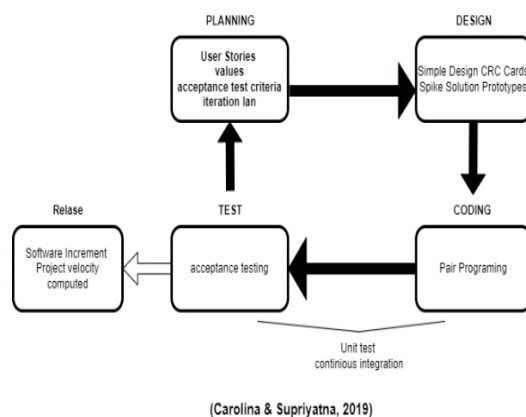 PLANNING
User Stories
values
acceptance test criteria
iteration lan
DESIGN
Simple Design CRC Cards
Spike Solution Prototypes
Relase
Software Increment
Project velocity
computed
TEST
acceptance testing
CODING
Pair Programing
Unit test
continious integration
(Carolina & Supriyatna, 2019)